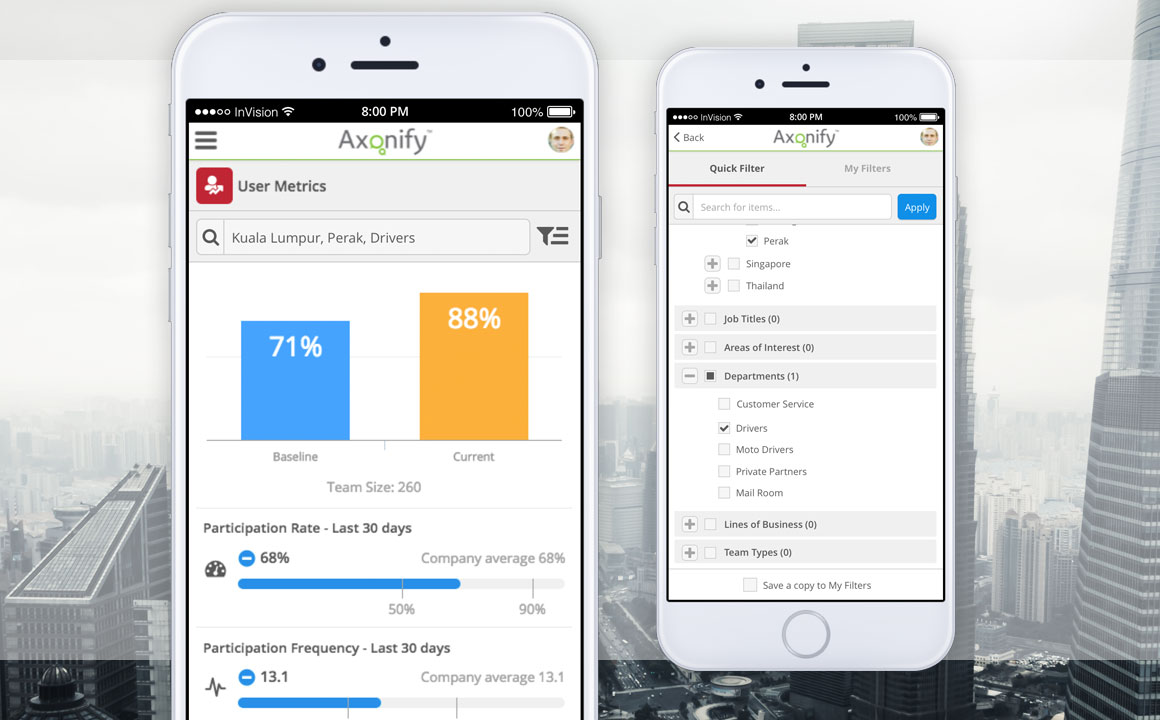 InVision 8:00 PM 100%
Axonify™
User Metrics
Kuala Lumpur, Perak, Drivers
71% 88%
Baseline Current
Team Size: 260
Participation Rate - Last 30 days
68% Company average 68%
50% 90%
Participation Frequency - Last 30 days
13.1 Company average 13.1
InVision 8:00 PM 100%
Back Axonify™
Quick Filter My Filters
Search for items... Apply
Perak
Singapore
Thailand
Job Titles (0)
Areas of Interest (0)
Departments (1)
Customer Service
Drivers
Moto Drivers
Private Partners
Mail Room
Lines of Business (0)
Team Types (0)
Save a copy to My Filters